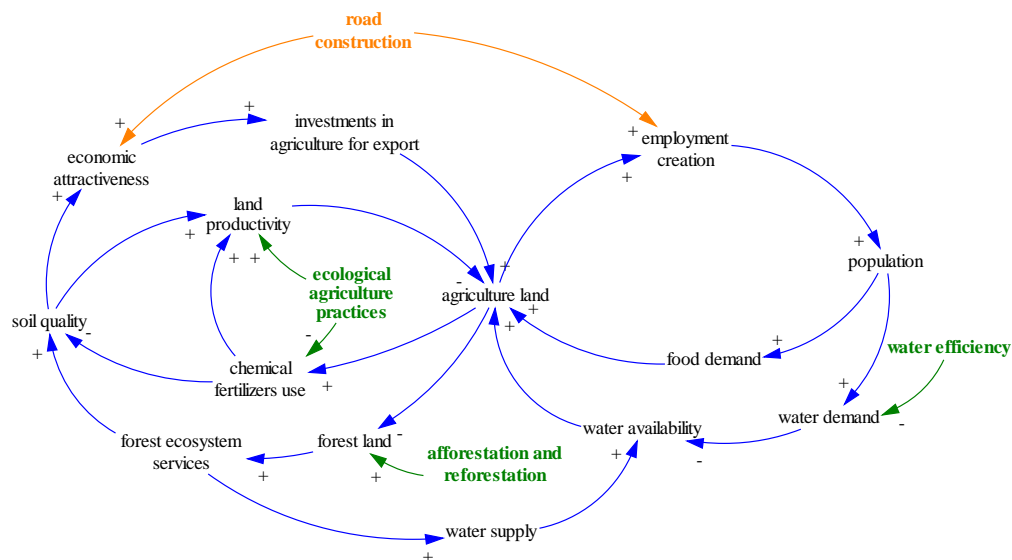 road
construction
investments in
agriculture for export
employment
creation
economic
attractiveness
land
productivity
population
ecological
agriculture
practices
agriculture land
soil quality
water efficiency
food demand
chemical
fertilizers use
water demand
water availability
forest ecosystem
services
forest land
afforestation and
reforestation
water supply
+
+
+
+
+
+
+
+
+
+
-
+
+
+
-
-
+
+
+
+
-
-
-
+
+
+
+